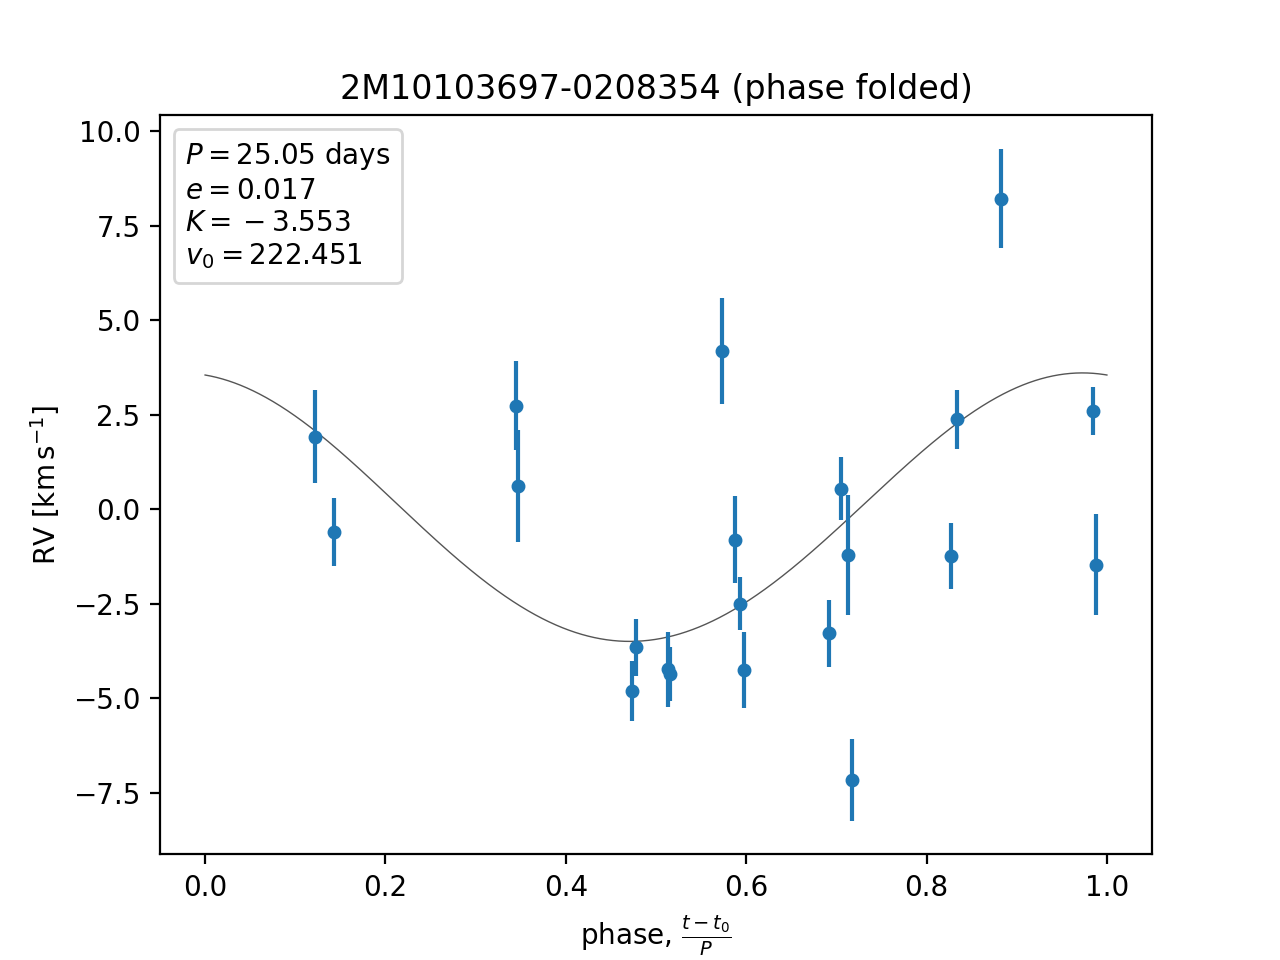 2M10103697-0208354 (phase folded)
P = 25.05 days
e = 0.017
K = −3.553
v₀ = 222.451
10.0
7.5
5.0
2.5
0.0
−2.5
−5.0
−7.5
RV [km s⁻¹]
0.0 0.2 0.4 0.6 0.8 1.0
phase, (t − t₀)/P